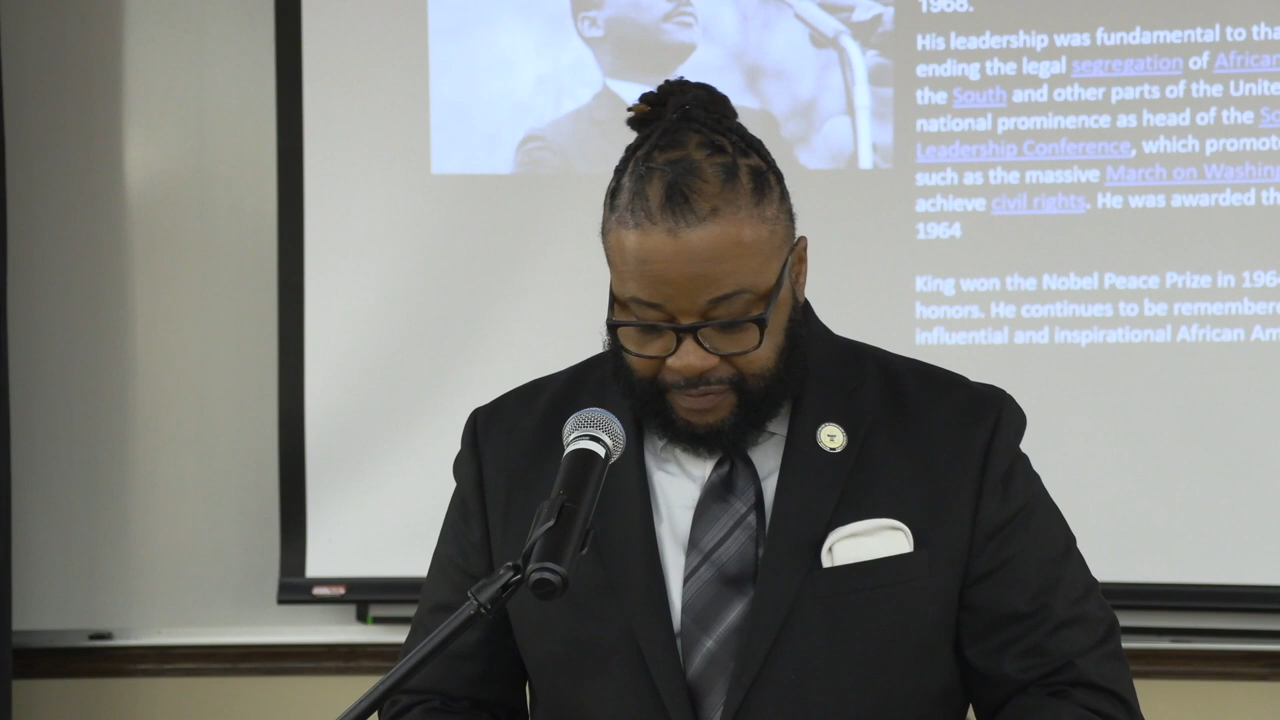 1968.
His leadership was fundamental to tha
ending the legal segregation of African
the South and other parts of the Unite
national prominence as head of the So
Leadership Conference, which promot
such as the massive March on Washing
achieve civil rights. He was awarded th
1964
King won the Nobel Peace Prize in 196
honors. He continues to be remembere
influential and inspirational African Am